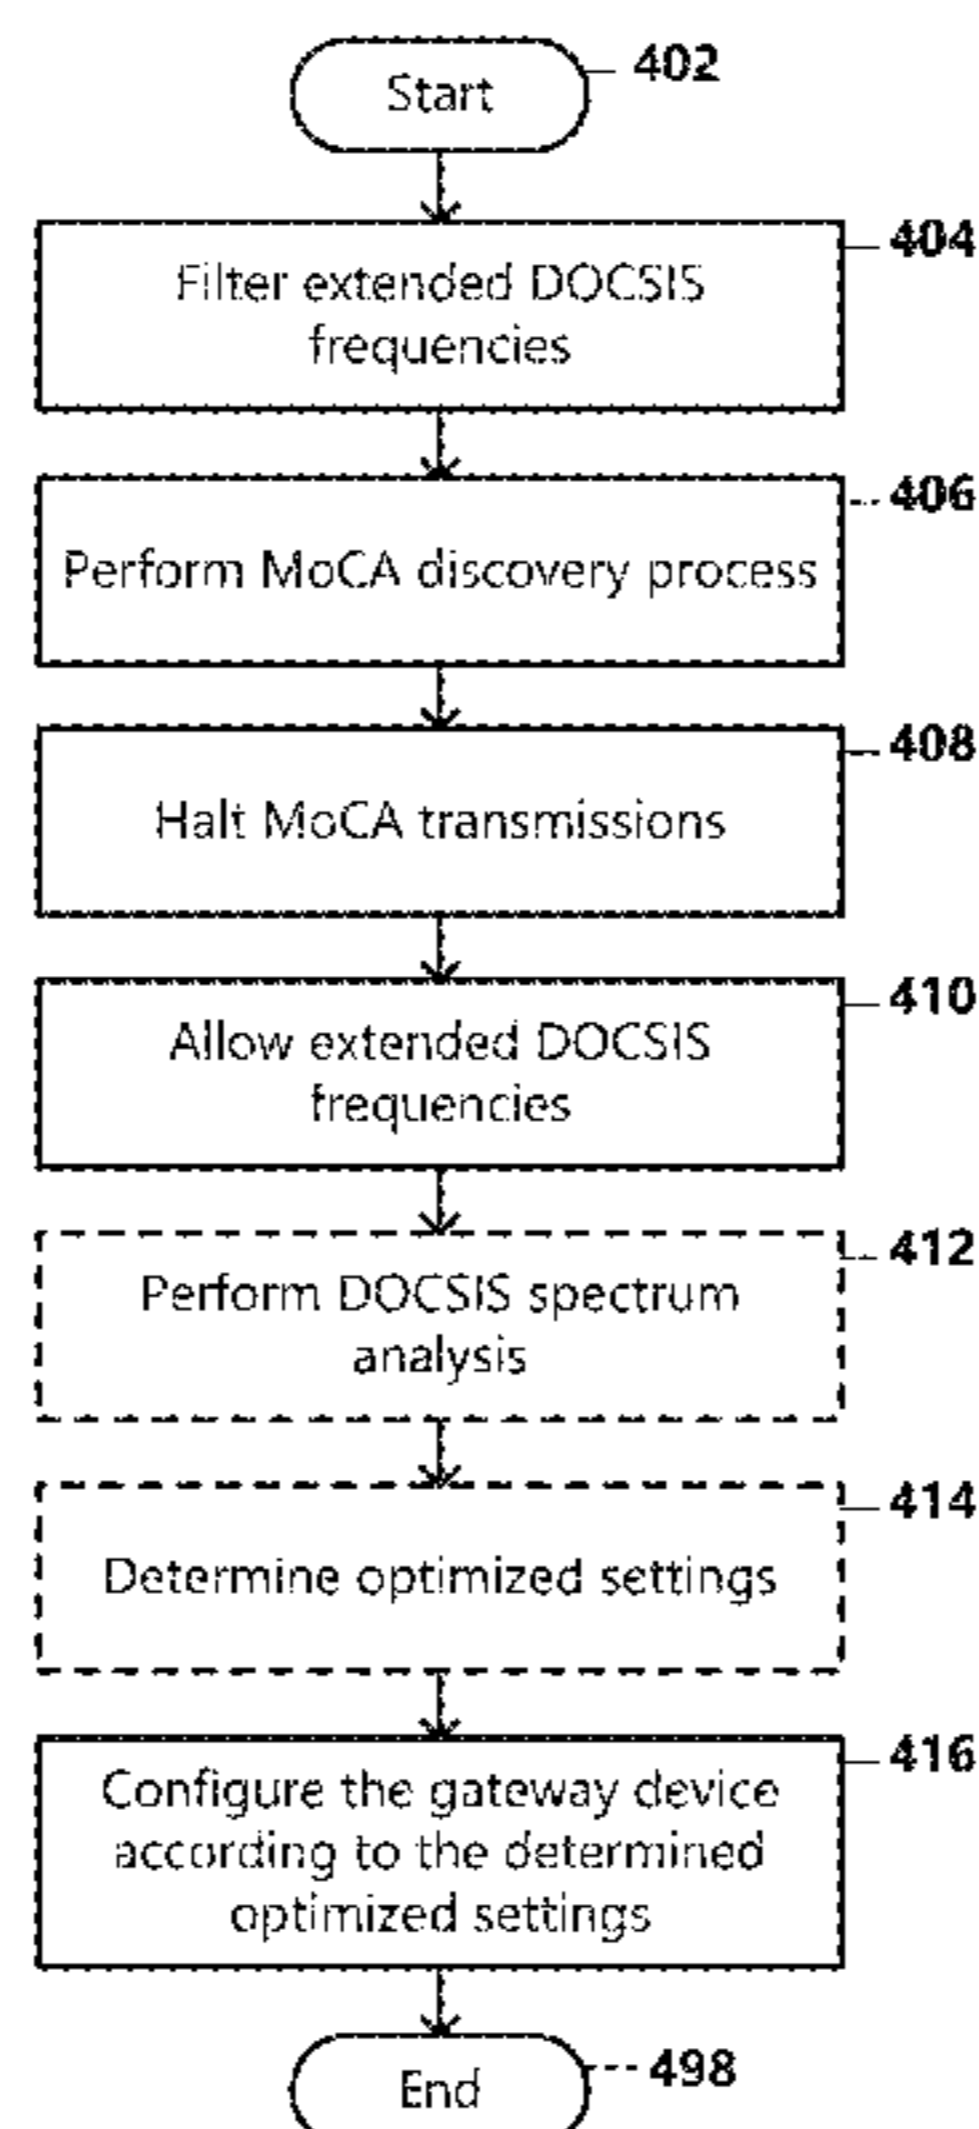 Start
402
404
Filter extended DOCSIS
frequencies
406
Perform MoCA discovery process
408
Halt MoCA transmissions
410
Allow extended DOCSIS
frequencies
412
Perform DOCSIS spectrum
analysis
414
Determine optimized settings
416
Configure the gateway device
according to the determined
optimized settings
498
End